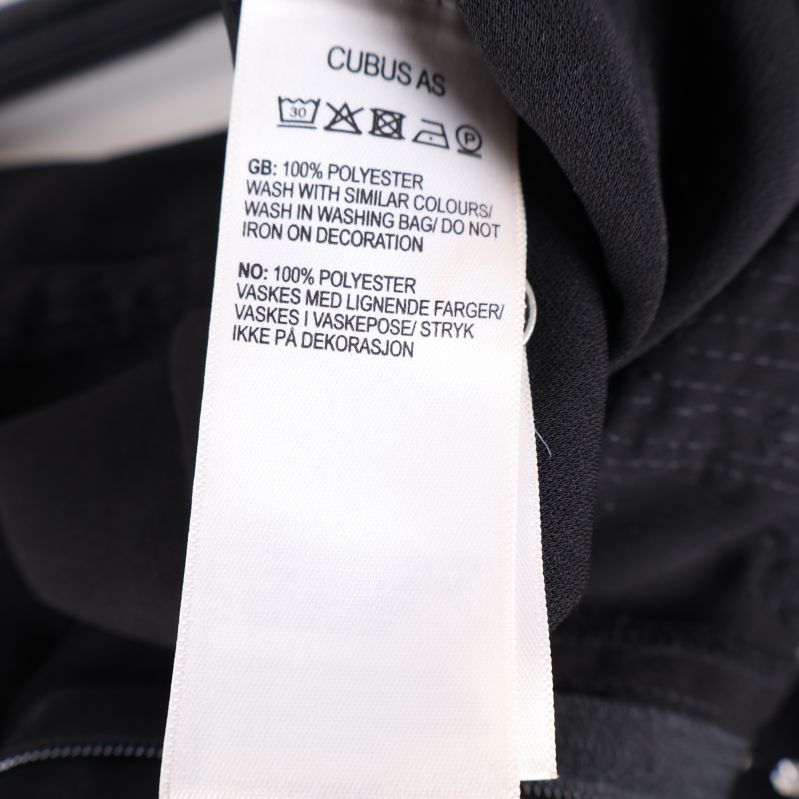 CUBUS AS
30
P
GB: 100% POLYESTER
WASH WITH SIMILAR COLOURS/
WASH IN WASHING BAG/ DO NOT
IRON ON DECORATION
NO: 100% POLYESTER
VASKES MED LIGNENDE FARGER/
VASKES I VASKEPOSE/ STRYK
IKKE PÅ DEKORASJON